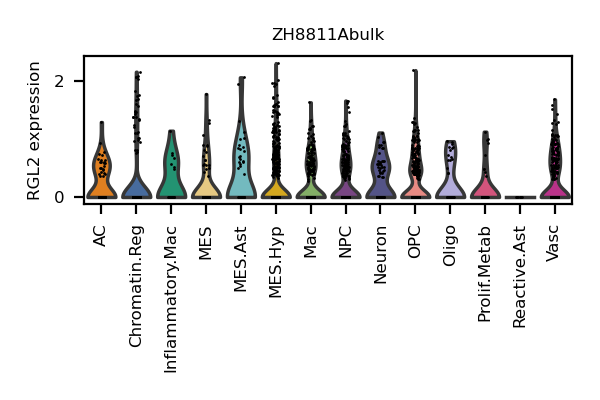 ZH8811Abulk
RGL2 expression
2
0
AC
Chromatin.Reg
Inflammatory.Mac
MES
MES.Ast
MES.Hyp
Mac
NPC
Neuron
OPC
Oligo
Prolif.Metab
Reactive.Ast
Vasc